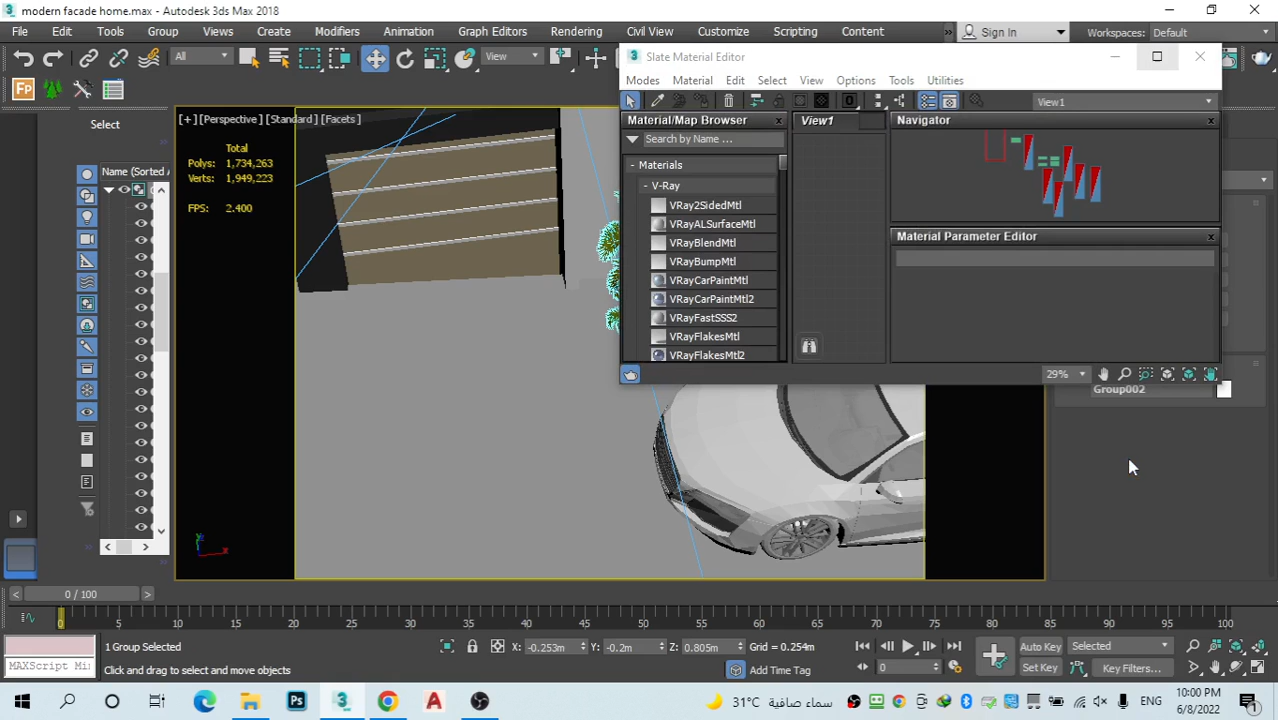 modern facade home.max - Autodesk 3ds Max 2018
File Edit Tools Group Views Create Modifiers Animation Graph Editors Rendering Civil View Customize Scripting Content Sign In Workspaces: Default
All View
Slate Material Editor
Modes Material Edit Select View Options Tools Utilities
View1
[+] [Perspective] [Standard] [Facets]
Total
Polys: 1,734,263
Verts: 1,949,223
FPS: 2.400
Select
Name (Sorted
Material/Map Browser
Search by Name ...
- Materials
- V-Ray
Vray2SidedMtl
VRayALSurfaceMtl
VRayBlendMtl
VRayBumpMtl
VRayCarPaintMtl
VRayCarPaintMtl2
VRayFastSSS2
VRayFlakesMtl
VRayFlakesMtl2
View1
Navigator
Material Parameter Editor
29%
Group002
0 / 100
0 5 10 15 20 25 30 35 40 45 50 55 60 65 70 75 80 85 90 95 100
1 Group Selected
X: -0.253m Y: -0.2m Z: 0.805m Grid = 0.254m
Auto Key Selected
MAXScript Mi
Click and drag to select and move objects
Add Time Tag
0
Set Key Key Filters...
31°C سماء صافية
ENG
10:00 PM
6/8/2022